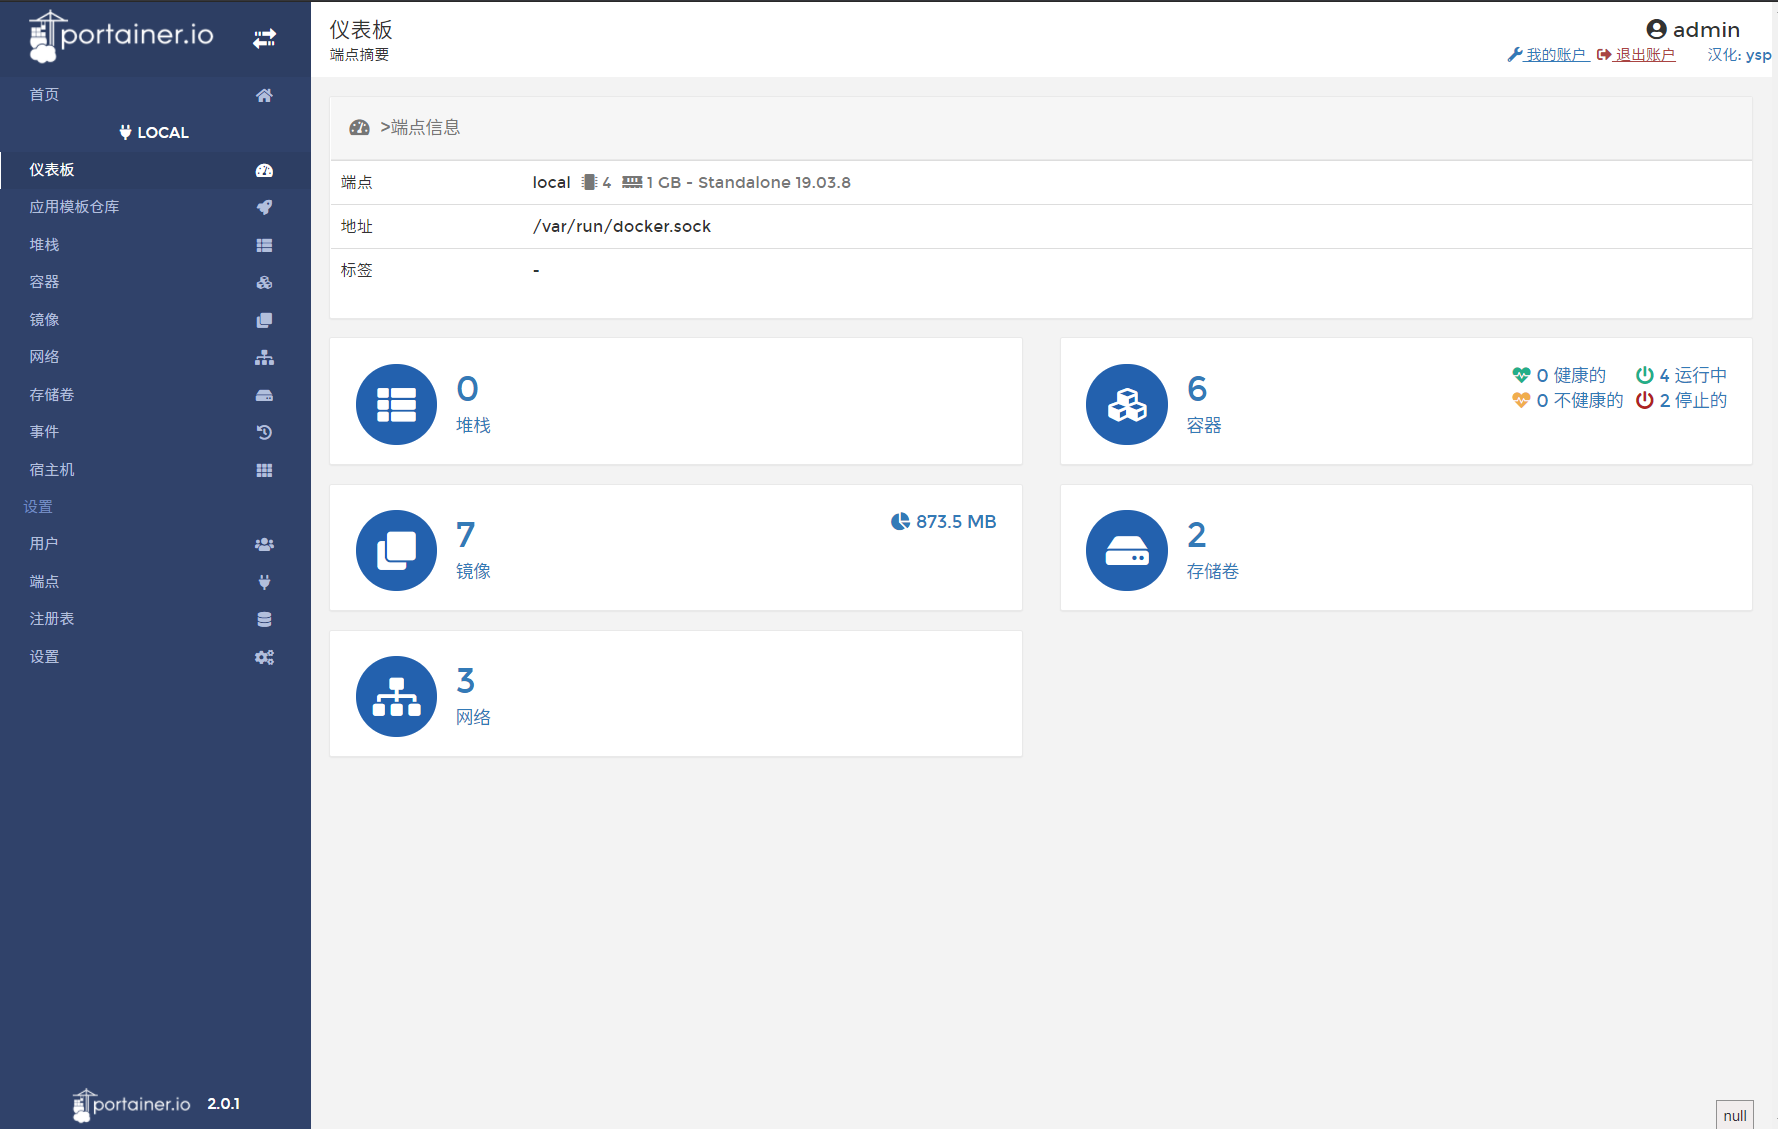 portainer.io
首页
LOCAL
仪表板
应用模板仓库
堆栈
容器
镜像
网络
存储卷
事件
宿主机
设置
用户
端点
注册表
设置
portainer.io 2.0.1
仪表板
端点摘要
admin
我的账户 退出账户 汉化: ysp
>端点信息
端点 local 4 1 GB - Standalone 19.03.8
地址 /var/run/docker.sock
标签 -
0
堆栈
6
容器
0 健康的 4 运行中
0 不健康的 2 停止的
7
镜像
873.5 MB
2
存储卷
3
网络
null